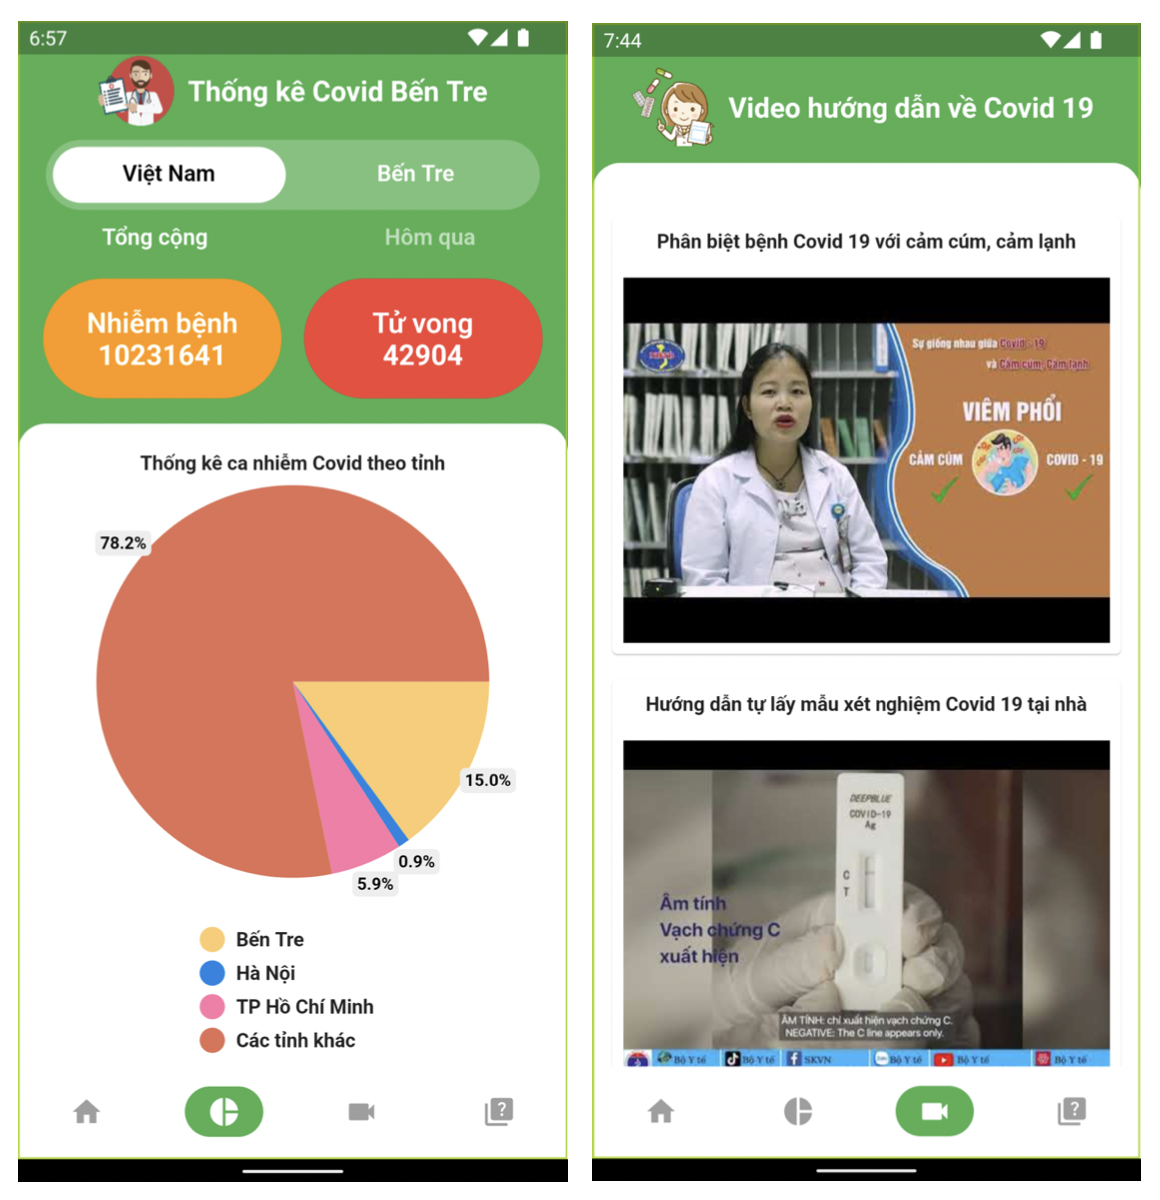 6:57
Thống kê Covid Bến Tre
Việt Nam
Bến Tre
Tổng cộng
Hôm qua
Nhiễm bệnh
10231641
Tử vong
42904
Thống kê ca nhiễm Covid theo tỉnh
78.2%
15.0%
0.9%
5.9%
Bến Tre
Hà Nội
TP Hồ Chí Minh
Các tỉnh khác
7:44
Video hướng dẫn về Covid 19
Phân biệt bệnh Covid 19 với cảm cúm, cảm lạnh
Sự giống nhau giữa Covid - 19
và Cảm cúm, Cảm lạnh
VIÊM PHỔI
CẢM CÚM
COVID - 19
Hướng dẫn tự lấy mẫu xét nghiệm Covid 19 tại nhà
DEEPBLUE
COVID-19
Ag
C
T
Âm tính
Vạch chứng C
xuất hiện
ÂM TÍNH: chỉ xuất hiện vạch chứng C.
NEGATIVE: The C line appears only.
Bộ Y tế
Bộ Y tế
SKVN
Bộ Y tế
Bộ Y tế
Bộ Y tế